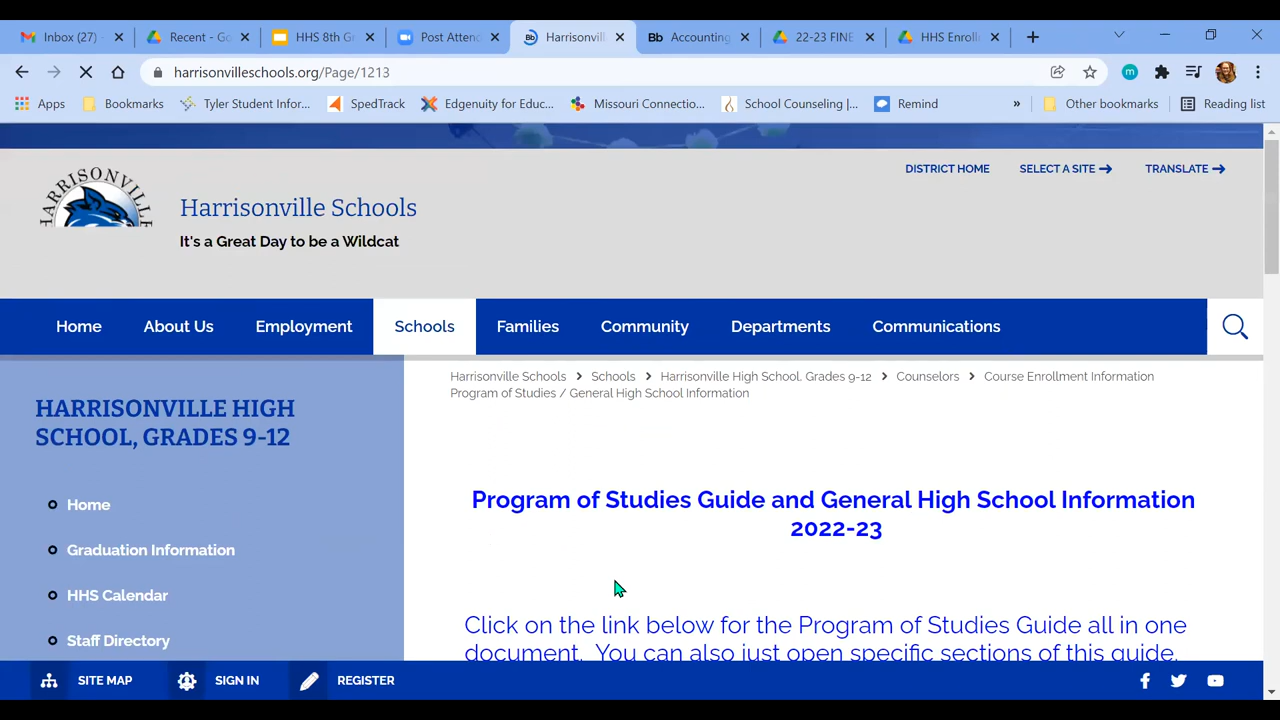 Inbox (27)
Recent - Go
HHS 8th Gr
Post Attend
Harrisonvill
Accounting
22-23 FINE
HHS Enroll
harrisonvilleschools.org/Page/1213
Apps
Bookmarks
Tyler Student Infor...
SpedTrack
Edgenuity for Educ...
Missouri Connectio...
School Counseling |...
Remind
»
Other bookmarks
Reading list
HARRISONVILLE
Harrisonville Schools
It's a Great Day to be a Wildcat
DISTRICT HOME
SELECT A SITE
TRANSLATE
Home
About Us
Employment
Schools
Families
Community
Departments
Communications
HARRISONVILLE HIGH
SCHOOL, GRADES 9-12
Home
Graduation Information
HHS Calendar
Staff Directory
Harrisonville Schools > Schools > Harrisonville High School. Grades 9-12 > Counselors > Course Enrollment Information
Program of Studies / General High School Information
Program of Studies Guide and General High School Information
2022-23
Click on the link below for the Program of Studies Guide all in one
document. You can also just open specific sections of this guide.
SITE MAP
SIGN IN
REGISTER